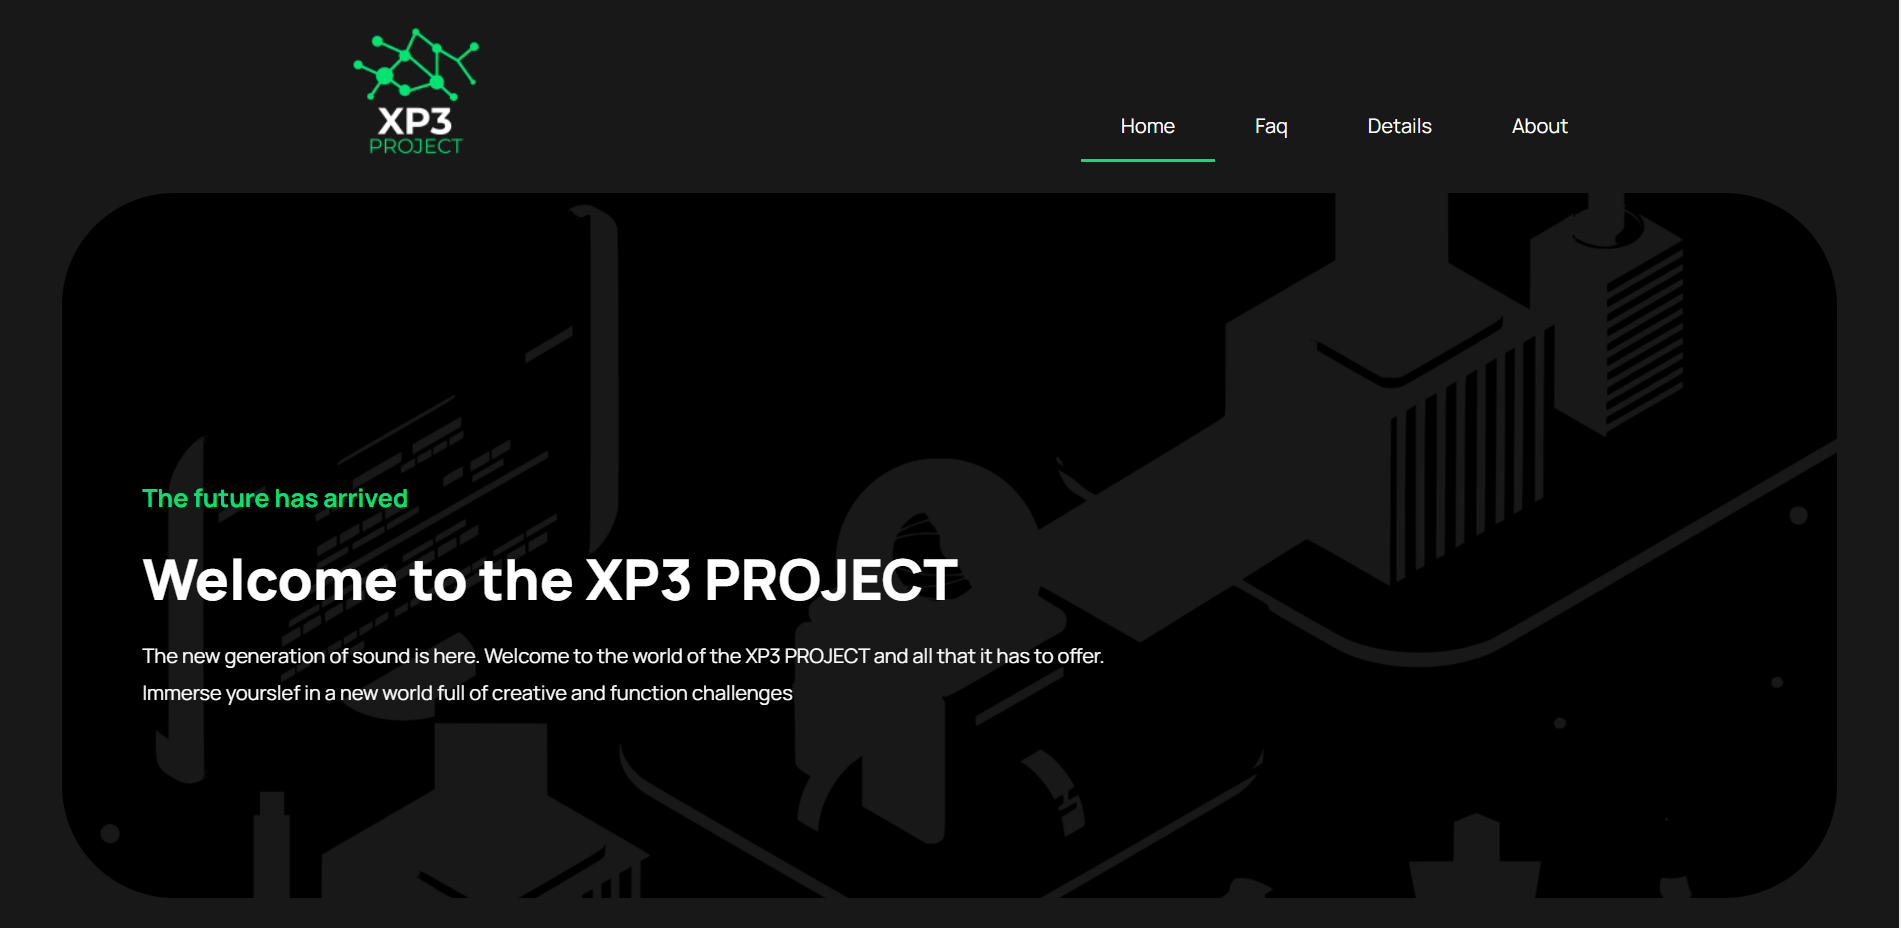 XP3
PROJECT
Home Faq Details About
The future has arrived
Welcome to the XP3 PROJECT
The new generation of sound is here. Welcome to the world of the XP3 PROJECT and all that it has to offer.
Immerse yourslef in a new world full of creative and function challenges